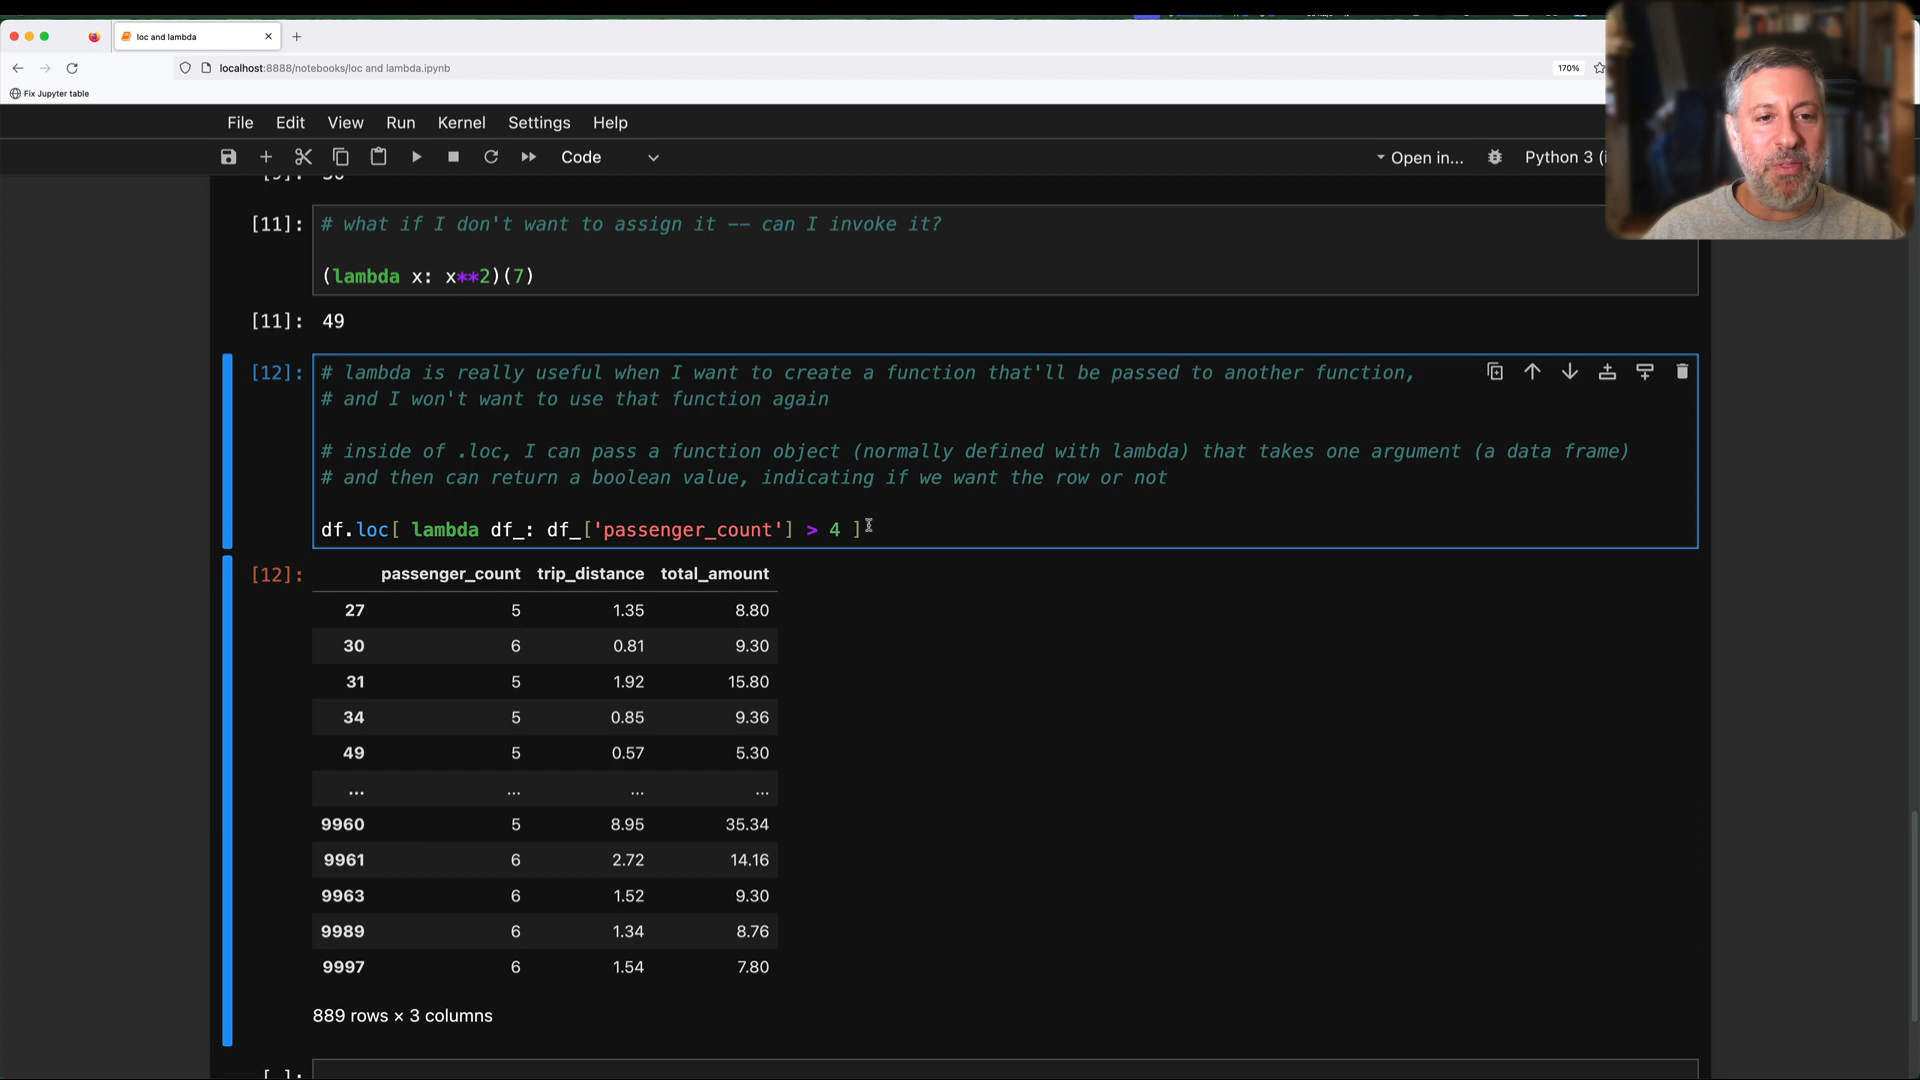 loc and lambda
localhost:8888/notebooks/loc and lambda.ipynb
170%
Fix Jupyter table
File Edit View Run Kernel Settings Help
Code
Open in...
Python 3 (i
[11]:
# what if I don't want to assign it -- can I invoke it?
(lambda x: x**2)(7)
[11]: 49
[12]:
# lambda is really useful when I want to create a function that'll be passed to another function,
# and I won't want to use that function again
# inside of .loc, I can pass a function object (normally defined with lambda) that takes one argument (a data frame)
# and then can return a boolean value, indicating if we want the row or not
df.loc[ lambda df_: df_['passenger_count'] > 4 ]
[12]:
passenger_count trip_distance total_amount
27 5 1.35 8.80
30 6 0.81 9.30
31 5 1.92 15.80
34 5 0.85 9.36
49 5 0.57 5.30
... ... ... ...
9960 5 8.95 35.34
9961 6 2.72 14.16
9963 6 1.52 9.30
9989 6 1.34 8.76
9997 6 1.54 7.80
889 rows × 3 columns
[ ]: